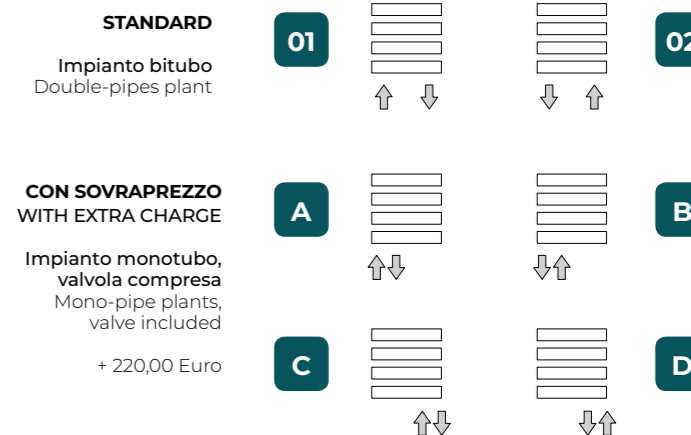 STANDARD
Impianto bitubo
Double-pipes plant
01
02
CON SOVRAPREZZO
WITH EXTRA CHARGE
Impianto monotubo,
valvola compresa
Mono-pipe plants,
valve included
+ 220,00 Euro
A
B
C
D